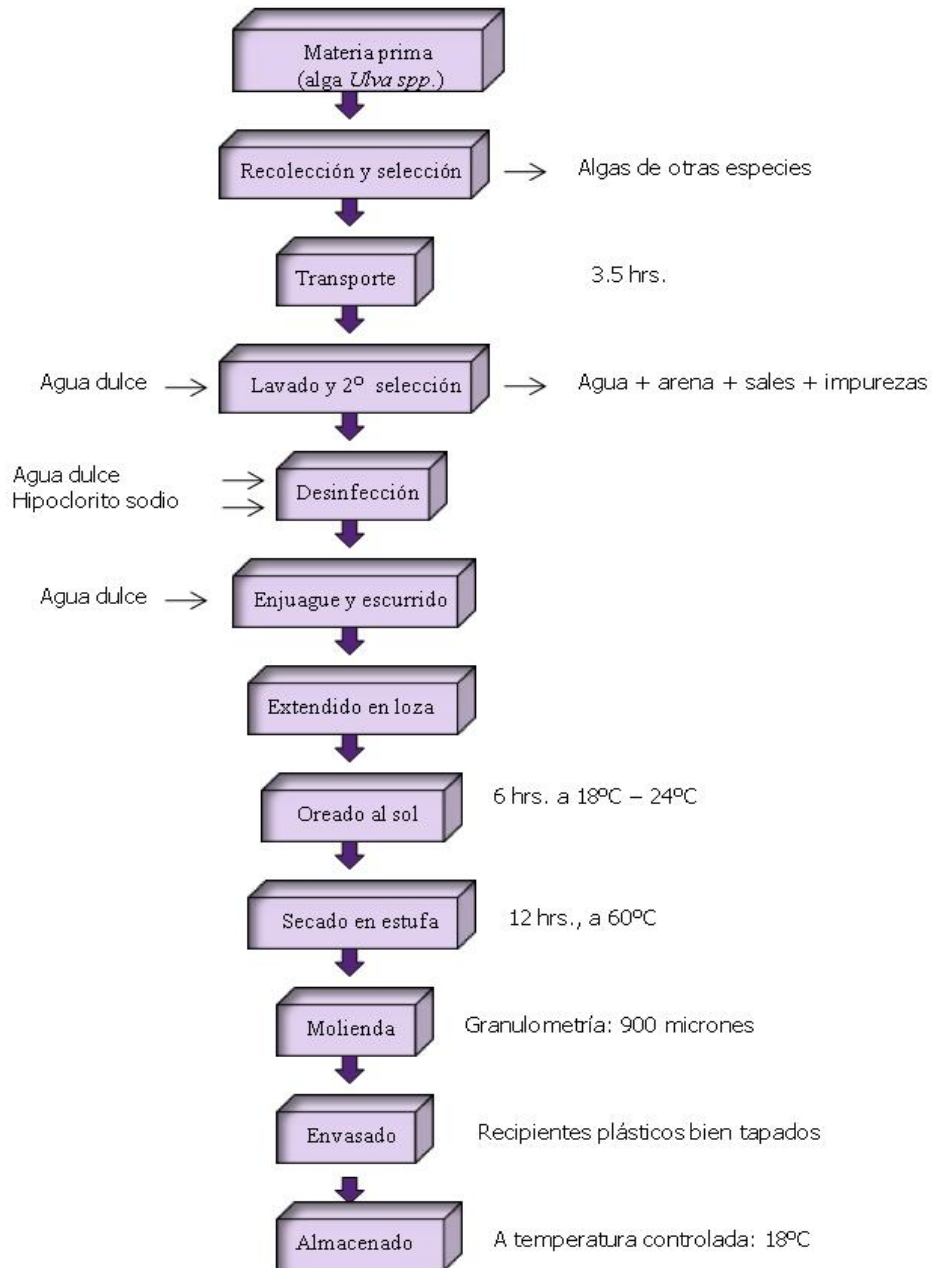 Materia prima
(alga Ulva spp.)
Recolección y selección
Algas de otras especies
Transporte
3.5 hrs.
Agua dulce
Lavado y 2º selección
Agua + arena + sales + impurezas
Agua dulce
Hipoclorito sodio
Desinfección
Agua dulce
Enjuague y escurrido
Extendido en loza
Oreado al sol
6 hrs. a 18ºC – 24ºC
Secado en estufa
12 hrs., a 60ºC
Molienda
Granulometría: 900 micrones
Envasado
Recipientes plásticos bien tapados
Almacenado
A temperatura controlada: 18ºC